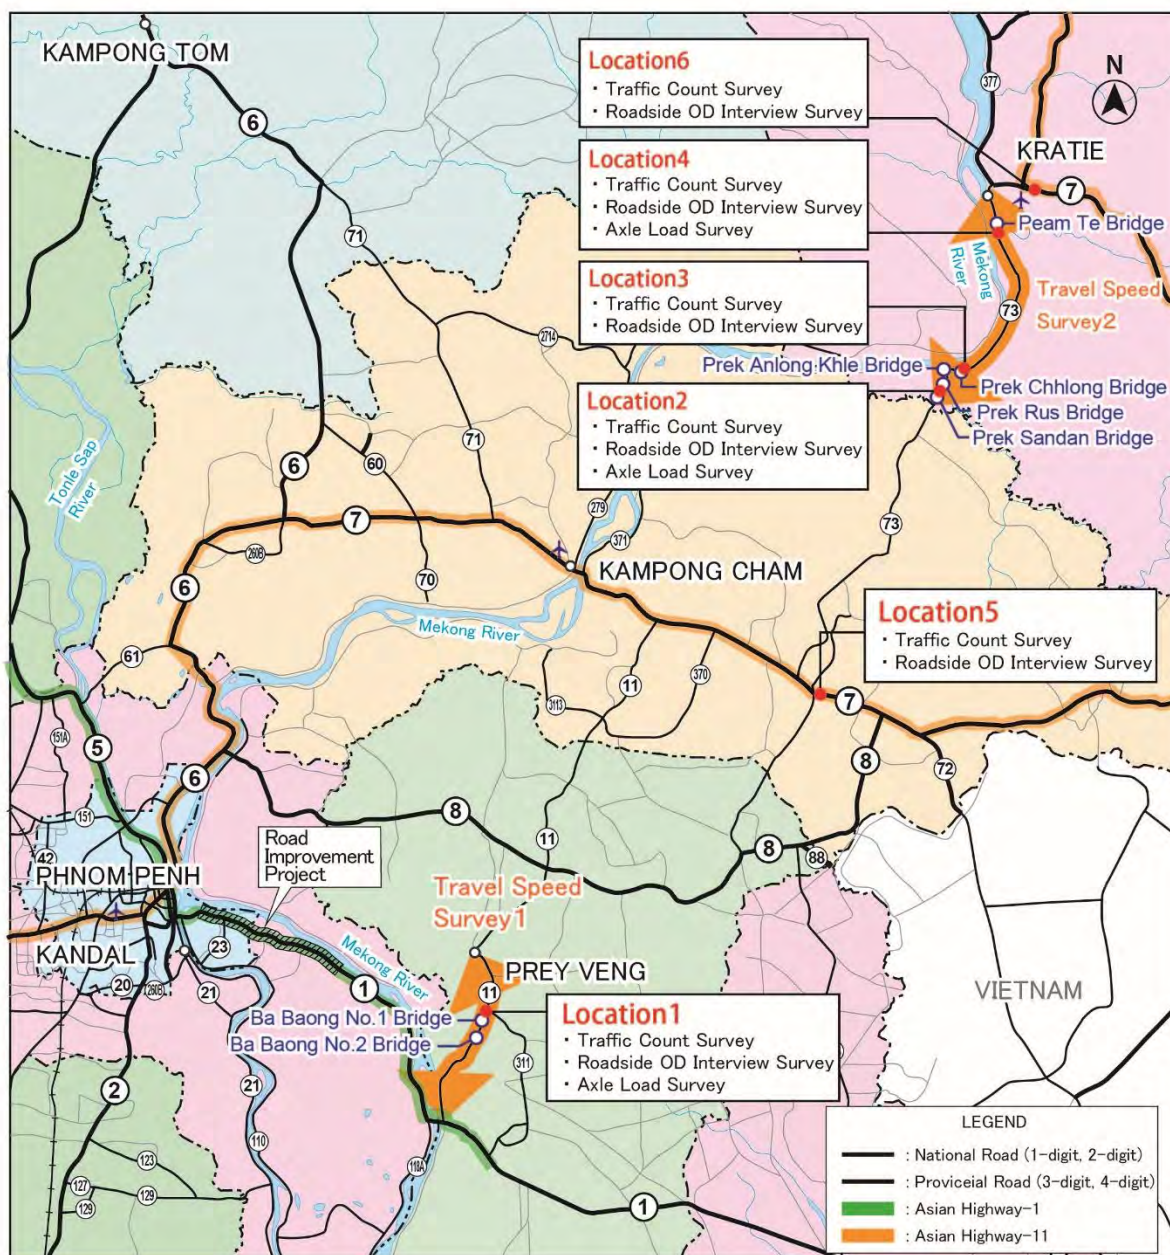 KAMPONG TOM
Location6
・Traffic Count Survey
・Roadside OD Interview Survey
377
N
KRATIE
7
6
Location4
・Traffic Count Survey
・Roadside OD Interview Survey
・Axle Load Survey
Peam Te Bridge
Mekong
River
71
Location3
・Traffic Count Survey
・Roadside OD Interview Survey
73
Travel Speed
Survey2
2714
Prek Anlong Khle Bridge
Prek Chhlong Bridge
Prek Rus Bridge
Prek Sandan Bridge
Location2
・Traffic Count Survey
・Roadside OD Interview Survey
・Axle Load Survey
Tonle Sap
River
71
6
60
7
279
371
73
260B
KAMPONG CHAM
6
70
Mekong River
Location5
・Traffic Count Survey
・Roadside OD Interview Survey
61
11
370
3113
7
151A
5
6
8
72
8
151
11
8
88
42
Road
Improvement
Project
PHNOM PENH
Travel Speed
Survey1
KANDAL
23
Mekong River
20
260B
21
1
PREY VENG
11
VIETNAM
Ba Baong No.1 Bridge
Ba Baong No.2 Bridge
Location1
・Traffic Count Survey
・Roadside OD Interview Survey
・Axle Load Survey
311
2
21
110
118A
123
127
129
129
1
LEGEND
: National Road (1-digit, 2-digit)
: Proviceial Road (3-digit, 4-digit)
: Asian Highway-1
: Asian Highway-11